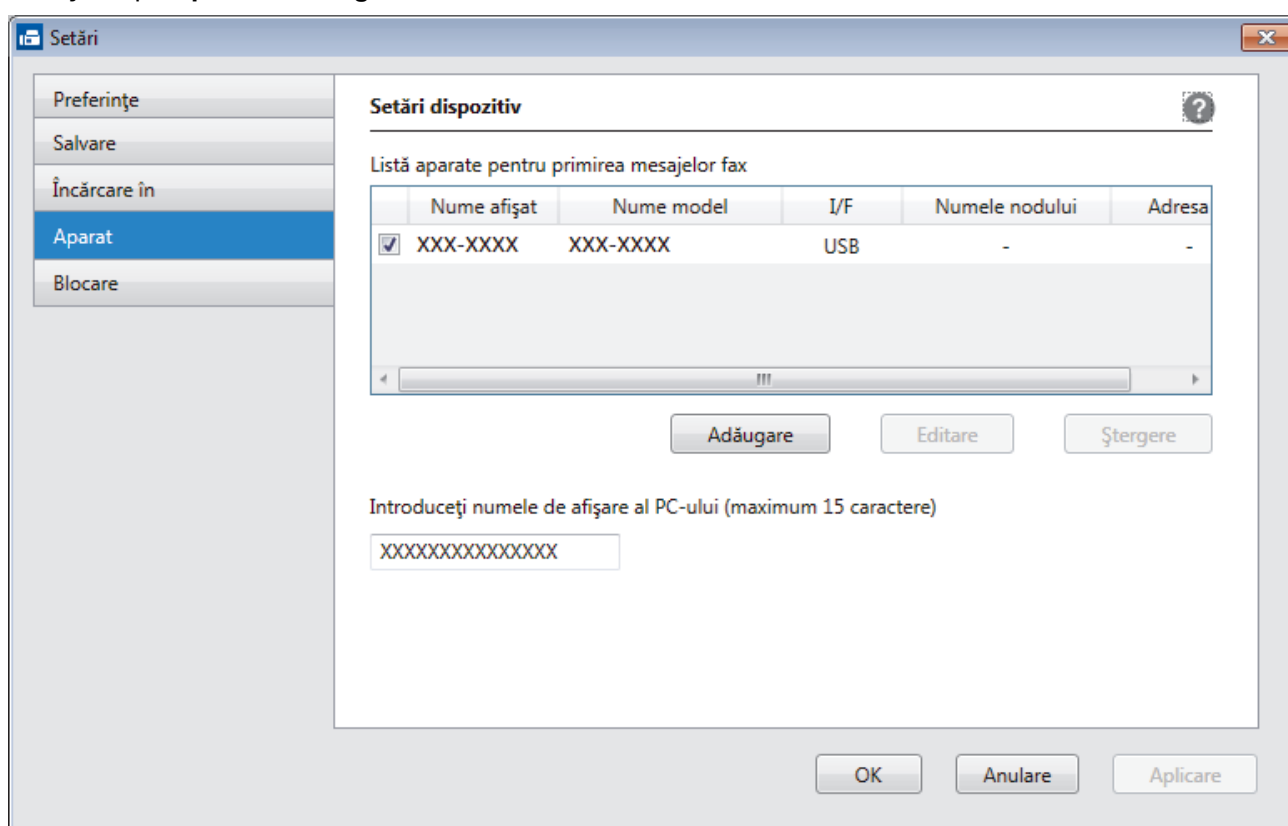 Setări
Preferinţe
Salvare
Încărcare în
Aparat
Blocare
Setări dispozitiv
?
Listă aparate pentru primirea mesajelor fax
Nume afişat Nume model I/F Numele nodului Adresa
XXX-XXXX XXX-XXXX USB - -
Adăugare Editare Ştergere
Introduceţi numele de afişare al PC-ului (maximum 15 caractere)
XXXXXXXXXXXXXXX
OK Anulare Aplicare